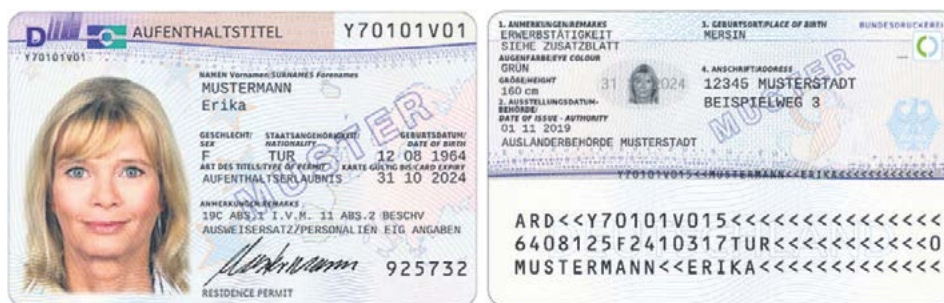 D AUFENTHALTSTITEL Y70101V01
Y70101V01
NAMEN Vornamen/SURNAMES Forenames
MUSTERMANN
Erika
GESCHLECHT/ STAATSANGEHÖRIGKEIT/ GEBURTSDATUM/
SEX NATIONALITY DATE OF BIRTH
F TUR 12 08 1964
ART DES TITELS/TYPE OF PERMIT KARTE GÜLTIG BIS/CARD EXPIRY
AUFENTHALTSERLAUBNIS 31 10 2024
ANMERKUNGEN/REMARKS
19C ABS.1 I.V.M. 11 ABS.2 BESCHV
AUSWEISERSATZ/PERSONALIEN EIG ANGABEN
Mustermann 925732
RESIDENCE PERMIT
MUSTER
1. ANMERKUNGEN/REMARKS
ERWERBSTÄTIGKEIT
SIEHE ZUSATZBLATT
AUGENFARBE/EYE COLOUR
GRÜN
GRÖßE/HEIGHT
160 cm
2. AUSSTELLUNGSDATUM-
BEHÖRDE/
DATE OF ISSUE - AUTHORITY
01 11 2019
AUSLÄNDERBEHÖRDE MUSTERSTADT
3. GEBURTSORT/PLACE OF BIRTH
MERSIN
BUNDESDRUCKEREI
4. ANSCHRIFT/ADDRESS
12345 MUSTERSTADT
BEISPIELWEG 3
MUSTER
ARD<<Y70101V015<<<<<<<<<<<<<<<
6408125F2410317TUR<<<<<<<<<<<0
MUSTERMANN<<ERIKA<<<<<<<<<<<<<